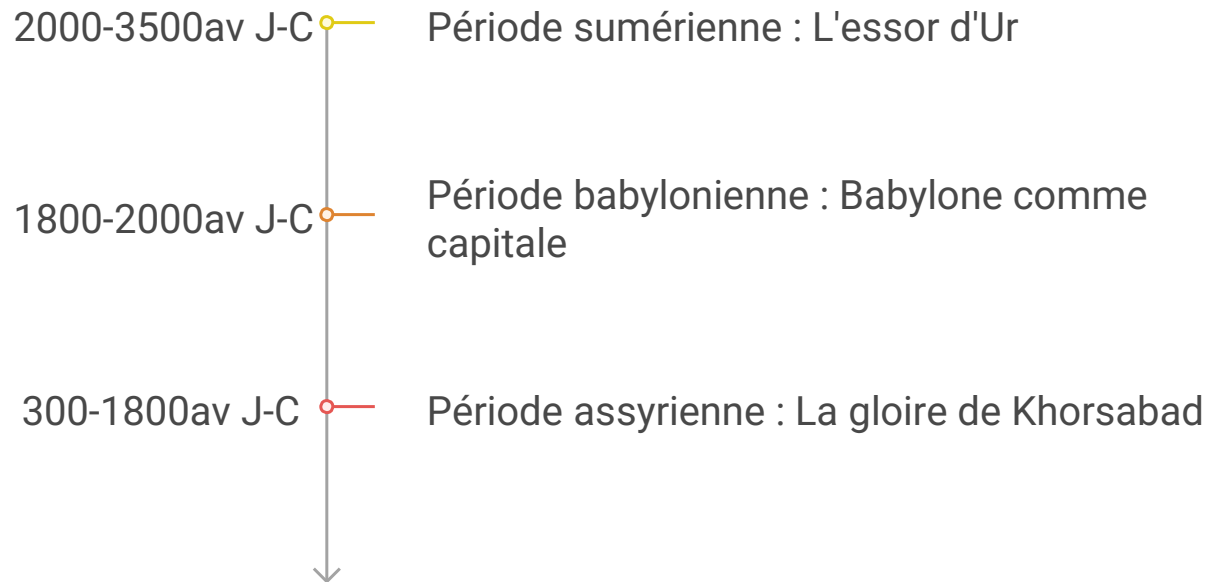 2000-3500av J-C
Période sumérienne : L'essor d'Ur
1800-2000av J-C
Période babylonienne : Babylone comme
capitale
300-1800av J-C
Période assyrienne : La gloire de Khorsabad